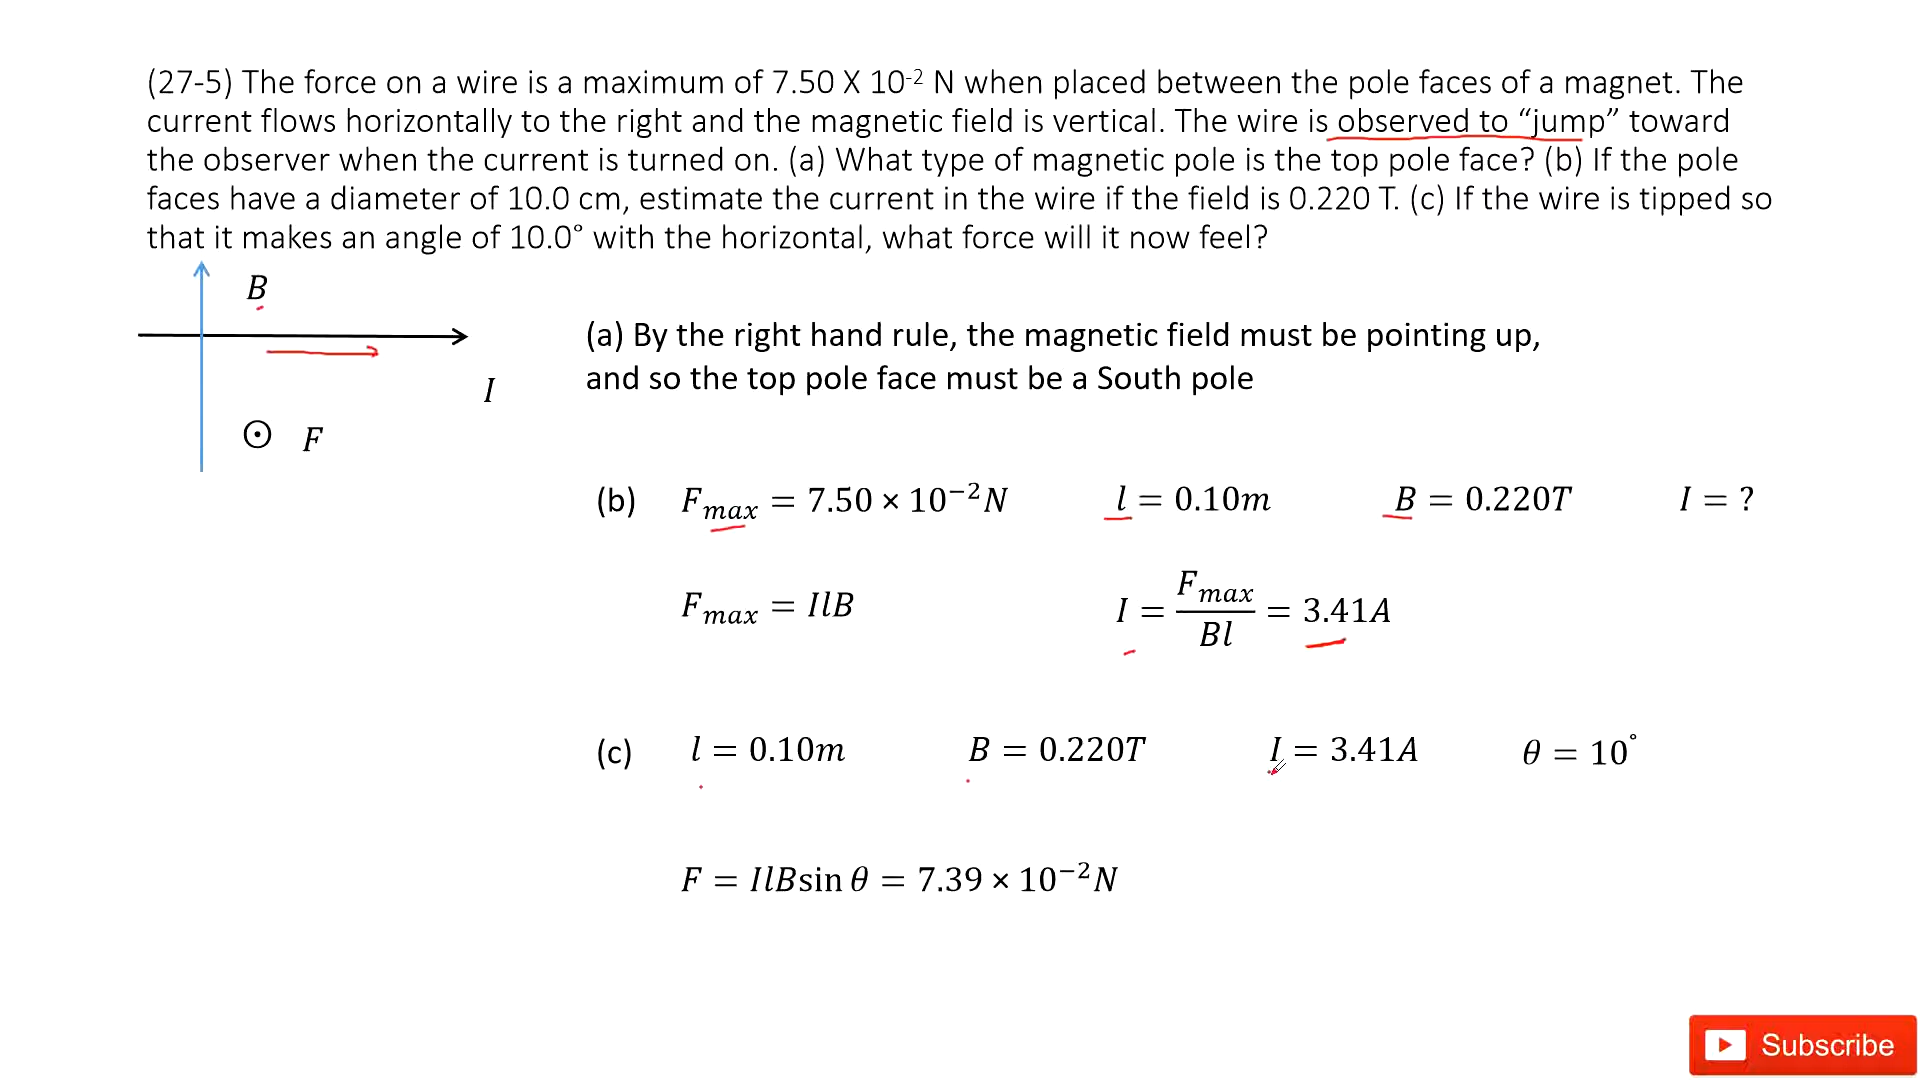 (27-5) The force on a wire is a maximum of 7.50 X 10⁻² N when placed between the pole faces of a magnet. The
current flows horizontally to the right and the magnetic field is vertical. The wire is observed to “jump” toward
the observer when the current is turned on. (a) What type of magnetic pole is the top pole face? (b) If the pole
faces have a diameter of 10.0 cm, estimate the current in the wire if the field is 0.220 T. (c) If the wire is tipped so
that it makes an angle of 10.0° with the horizontal, what force will it now feel?
B
I
F
(a) By the right hand rule, the magnetic field must be pointing up,
and so the top pole face must be a South pole
(b) F_max = 7.50 × 10⁻²N l = 0.10m B = 0.220T I = ?
F_max = IlB I = F_max / Bl = 3.41A
(c) l = 0.10m B = 0.220T I = 3.41A θ = 10°
F = IlBsin θ = 7.39 × 10⁻²N
Subscribe